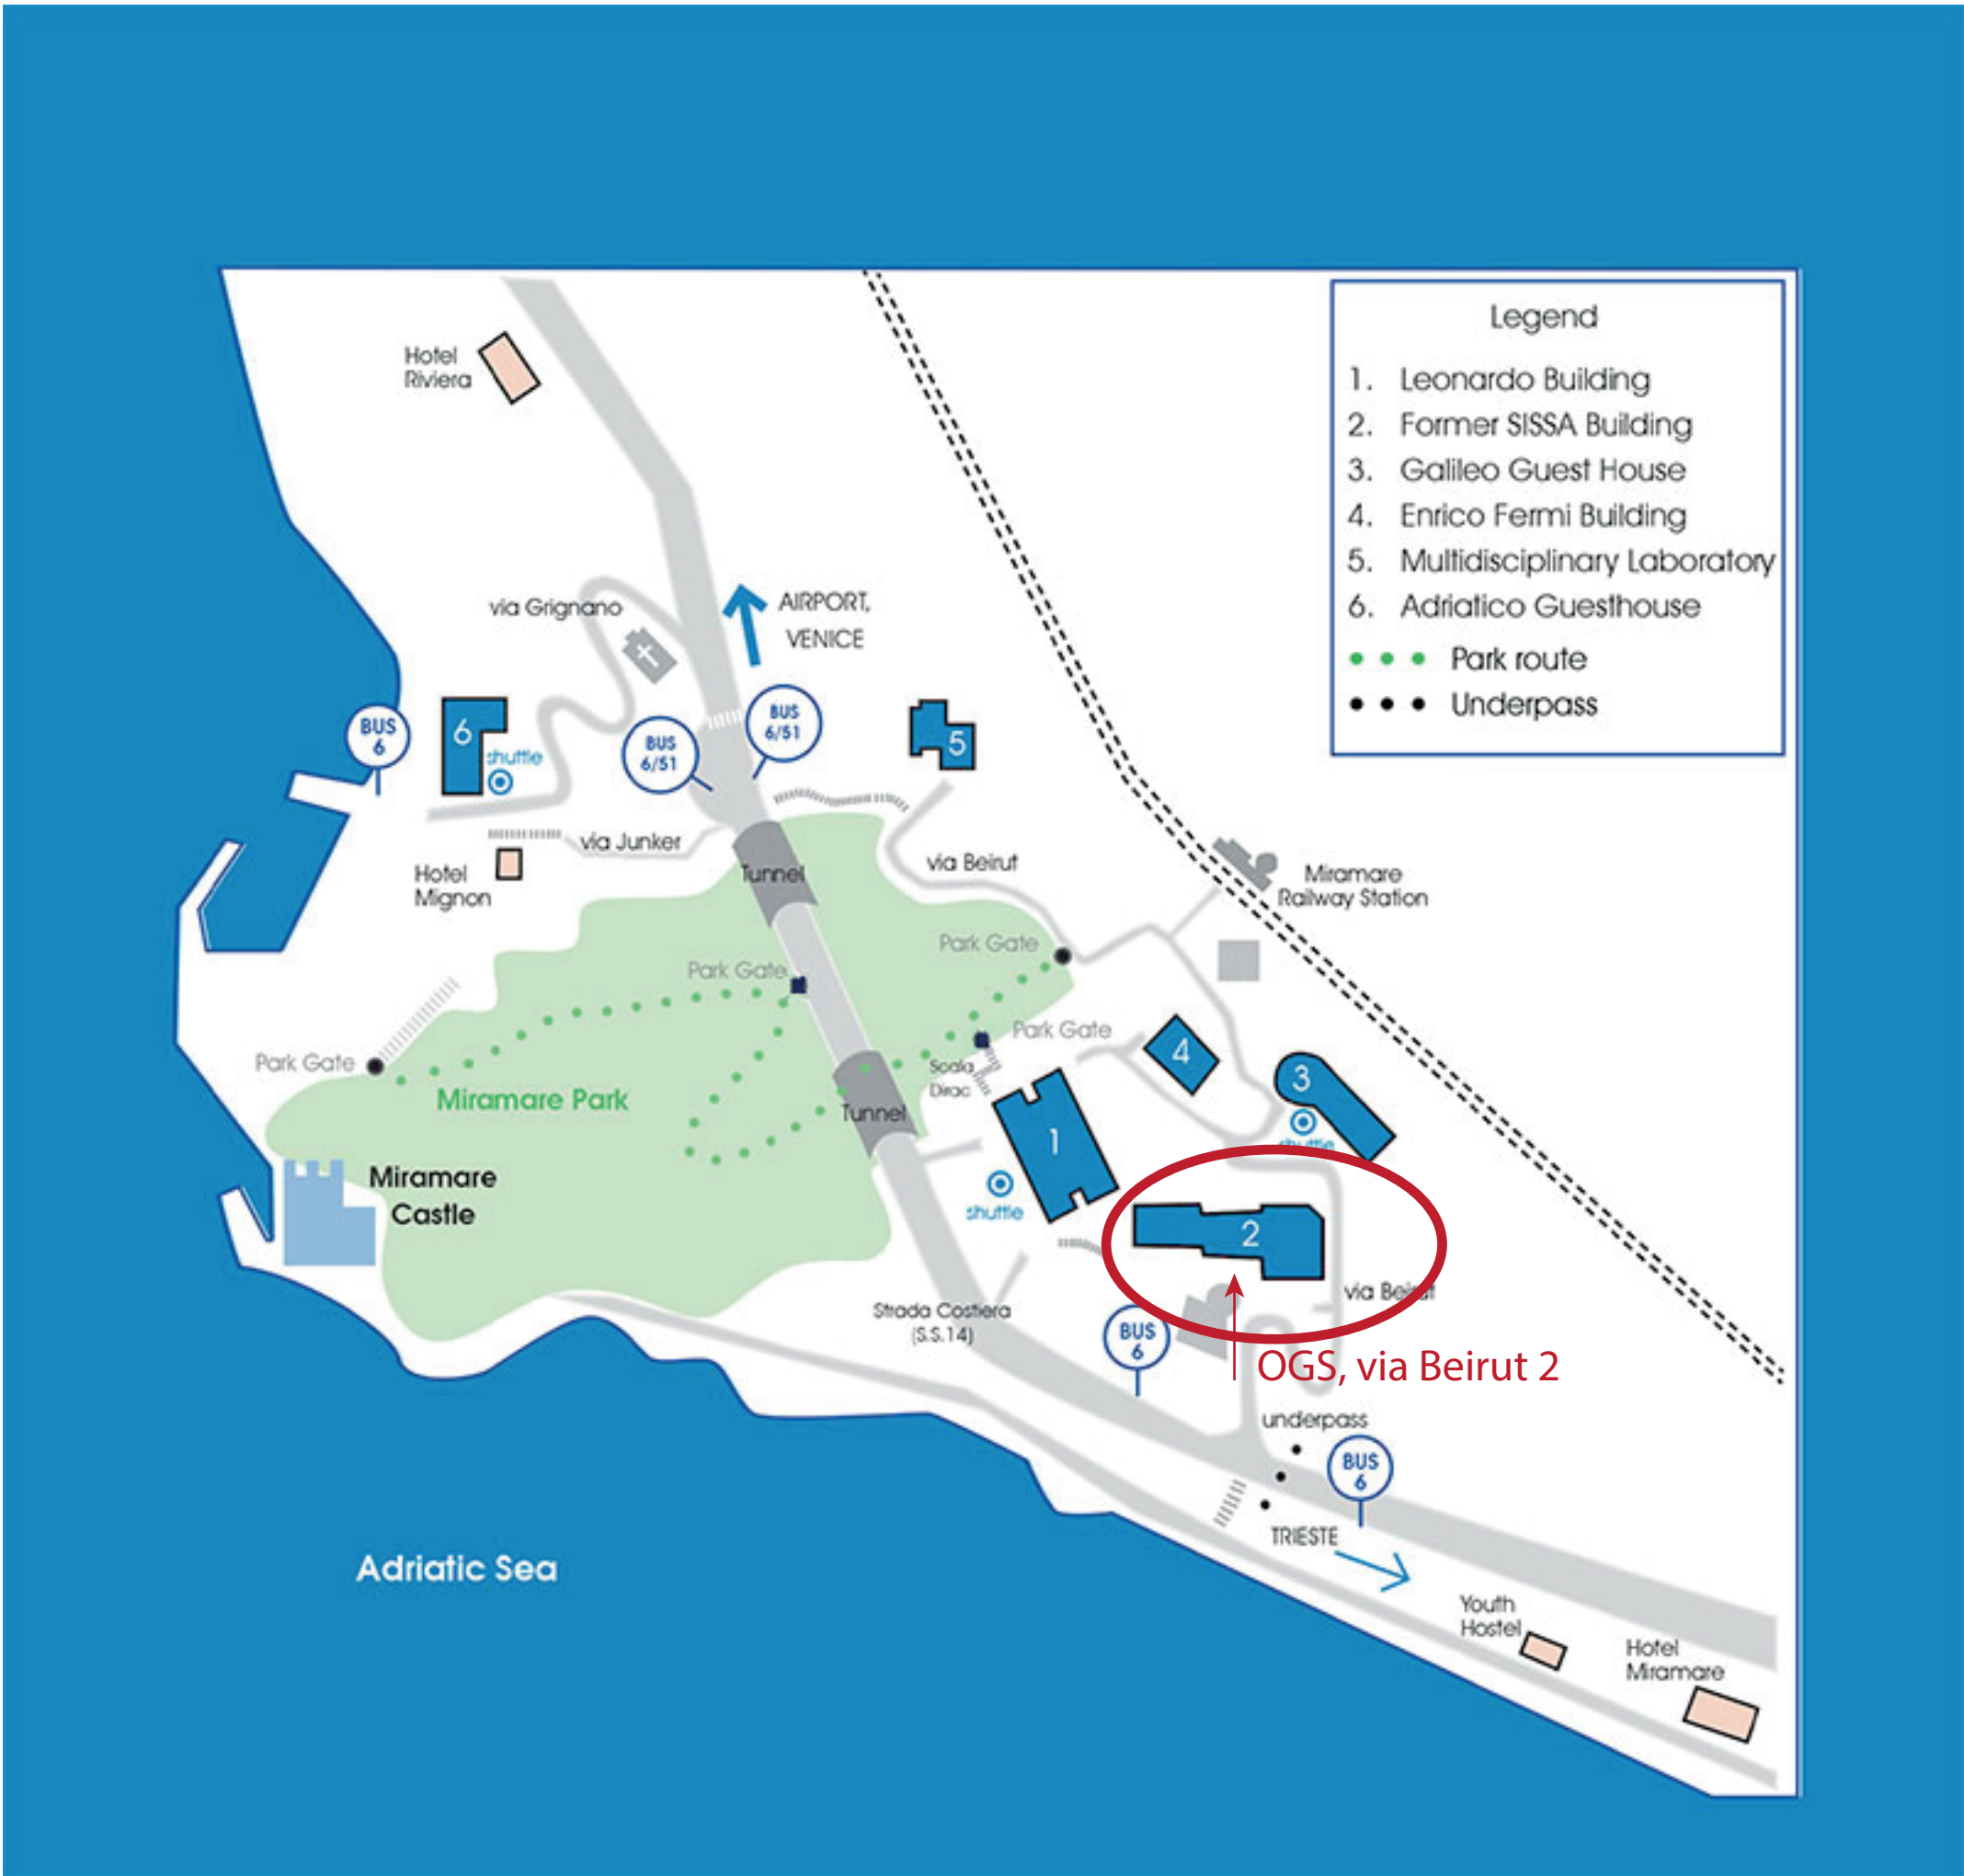 Legend
1. Leonardo Building
2. Former SISSA Building
3. Galileo Guest House
4. Enrico Fermi Building
5. Multidisciplinary Laboratory
6. Adriatico Guesthouse
Park route
Underpass
Hotel
Riviera
via Grignano
AIRPORT,
VENICE
BUS
6
6
shuttle
BUS
6/51
BUS
6/51
5
via Junker
Hotel
Mignon
Tunnel
via Beirut
Miramare
Railway Station
Park Gate
Park Gate
Park Gate
Park Gate
Scala
Dirac
4
3
shuttle
Miramare Park
Tunnel
1
Miramare
Castle
shuttle
2
via Beirut
Strada Costiera
(S.S.14)
BUS
6
OGS, via Beirut 2
underpass
BUS
6
TRIESTE
Adriatic Sea
Youth
Hostel
Hotel
Miramare